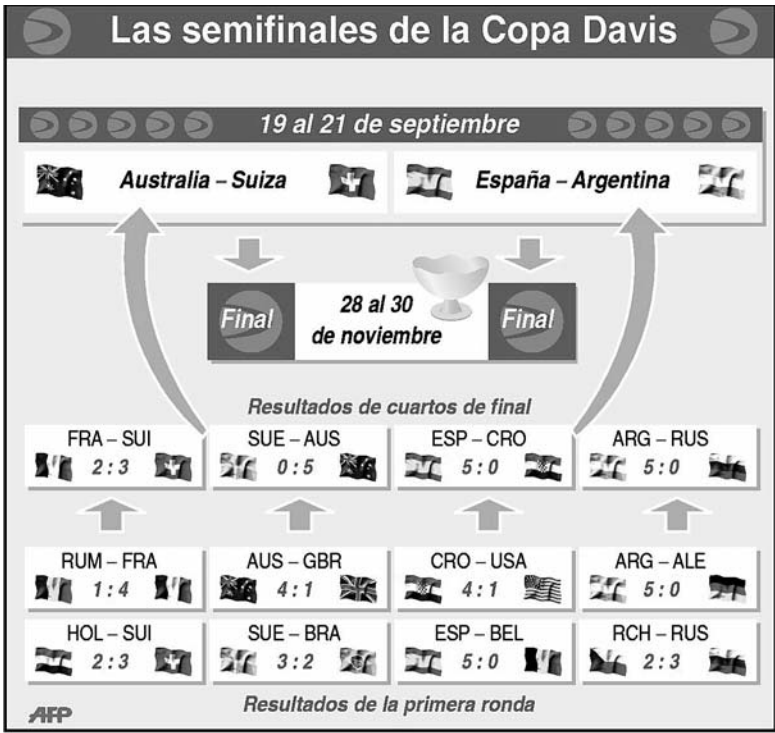 Las semifinales de la Copa Davis
19 al 21 de septiembre
Australia – Suiza
España – Argentina
Final
28 al 30
de noviembre
Final
Resultados de cuartos de final
FRA – SUI
2 : 3
SUE – AUS
0 : 5
ESP – CRO
5 : 0
ARG – RUS
5 : 0
RUM – FRA
1 : 4
AUS – GBR
4 : 1
CRO – USA
4 : 1
ARG – ALE
5 : 0
HOL – SUI
2 : 3
SUE – BRA
3 : 2
ESP – BEL
5 : 0
RCH – RUS
2 : 3
Resultados de la primera ronda
AFP